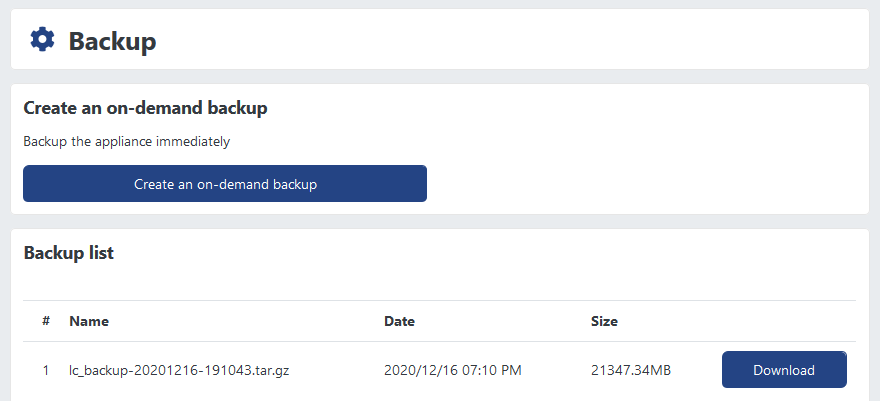 Backup
Create an on-demand backup
Backup the appliance immediately
Create an on-demand backup
Backup list
# Name Date Size
1 lc_backup-20201216-191043.tar.gz 2020/12/16 07:10 PM 21347.34MB Download